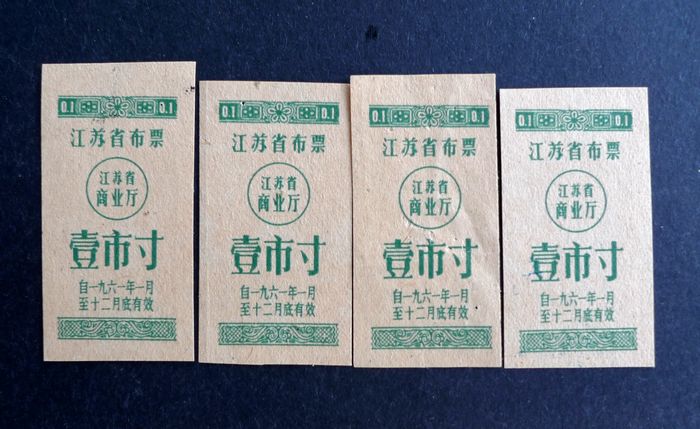 0.1 0.1
江苏省布票
江苏省
商业厅
壹市寸
自一九六一年一月
至十二月底有效
0.1 0.1
江苏省布票
江苏省
商业厅
壹市寸
自一九六一年一月
至十二月底有效
0.1 0.1
江苏省布票
江苏省
商业厅
壹市寸
自一九六一年一月
至十二月底有效
0.1 0.1
江苏省布票
江苏省
商业厅
壹市寸
自一九六一年一月
至十二月底有效